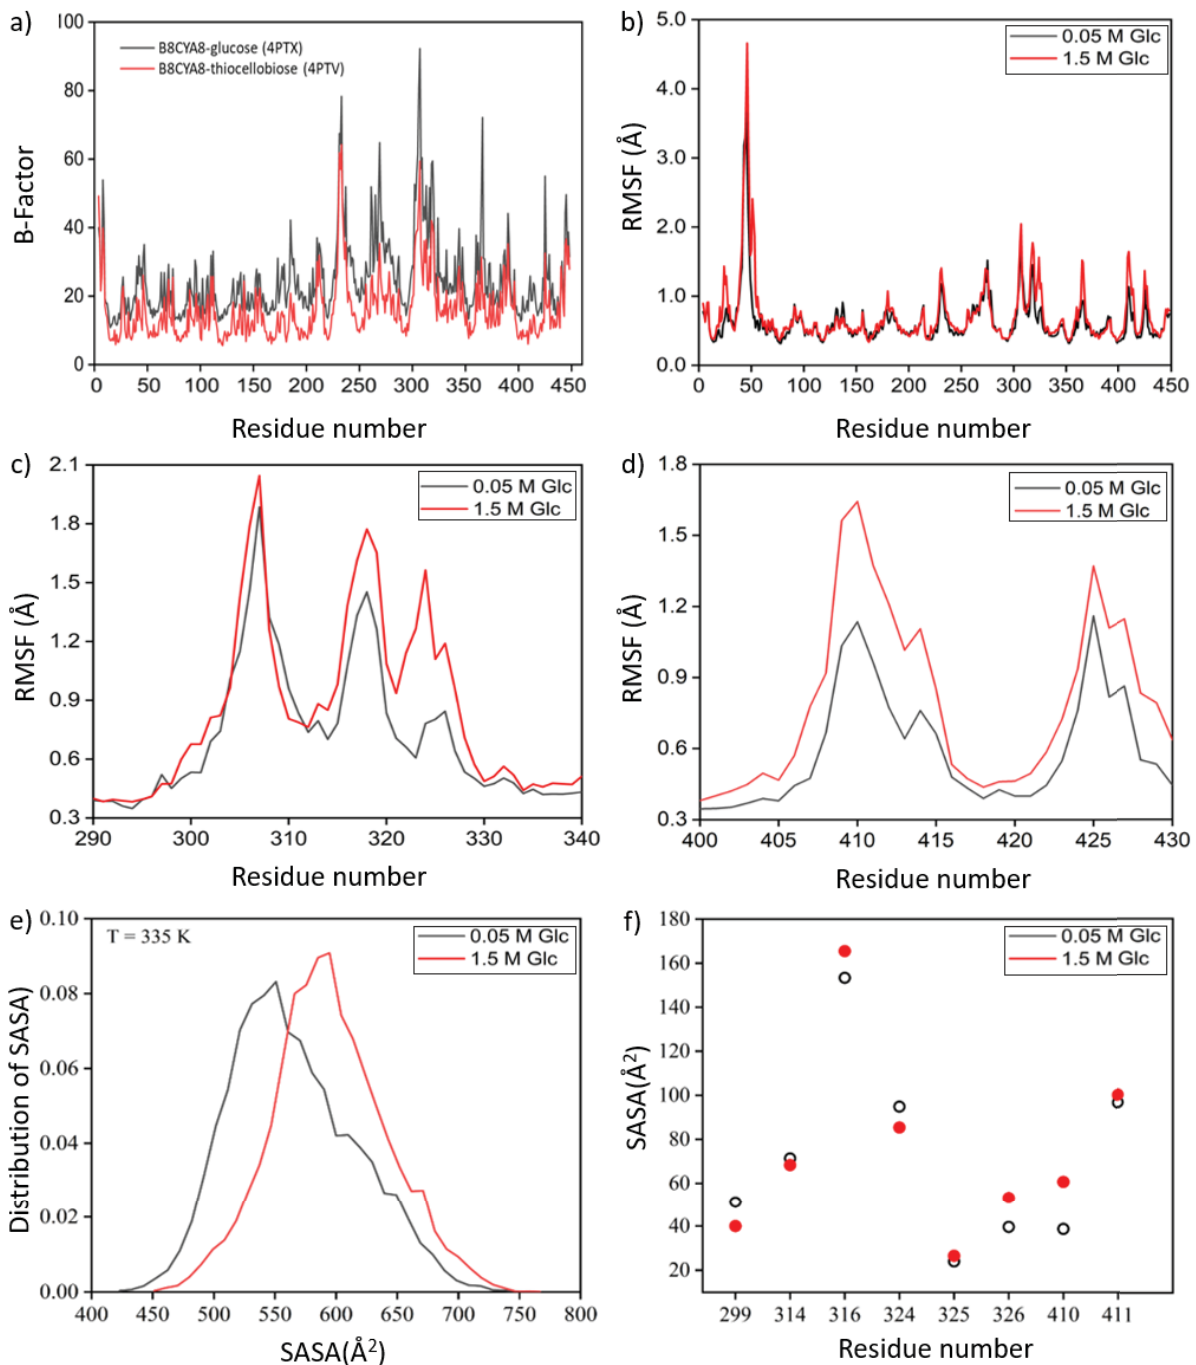 a)
100
80
60
40
20
0
B-Factor
B8CYA8-glucose (4PTX)
B8CYA8-thiocellobiose (4PTV)
0 50 100 150 200 250 300 350 400 450
Residue number
b)
5.0
4.0
3.0
2.0
1.0
0.0
RMSF (Å)
0.05 M Glc
1.5 M Glc
0 50 100 150 200 250 300 350 400 450
Residue number
c)
2.1
1.8
1.5
1.2
0.9
0.6
0.3
RMSF (Å)
0.05 M Glc
1.5 M Glc
290 300 310 320 330 340
Residue number
d)
1.8
1.5
1.2
0.9
0.6
0.3
RMSF (Å)
0.05 M Glc
1.5 M Glc
400 405 410 415 420 425 430
Residue number
e)
0.10
0.08
0.06
0.04
0.02
0.00
Distribution of SASA
T = 335 K
0.05 M Glc
1.5 M Glc
400 450 500 550 600 650 700 750 800
SASA(Å²)
f)
180
160
140
120
100
80
60
40
20
SASA(Å²)
0.05 M Glc
1.5 M Glc
299 314 316 324 325 326 410 411
Residue number